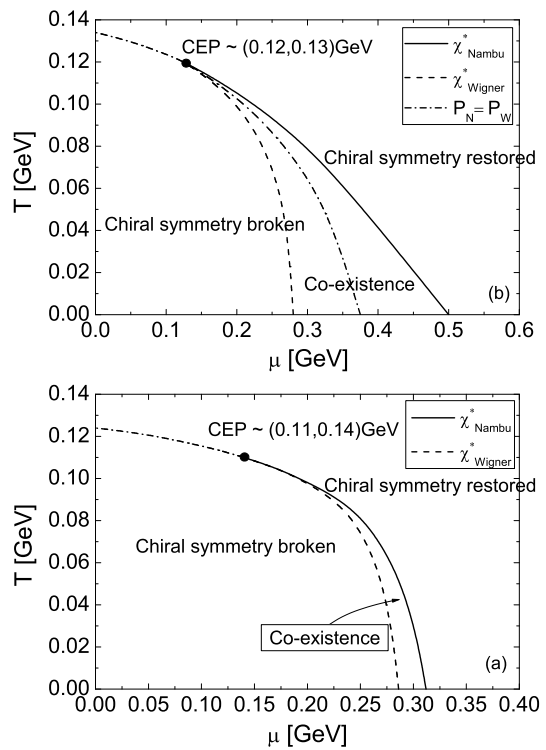 0.14
CEP ~ (0.12,0.13)GeV
χ*Nambu
χ*Wigner
P_N=P_W
0.12
0.10
0.08
0.06
0.04
0.02
0.00
T [GeV]
Chiral symmetry restored
Chiral symmetry broken
Co-existence
(b)
0.0 0.1 0.2 0.3 0.4 0.5 0.6
μ [GeV]
0.14
CEP ~ (0.11,0.14)GeV
χ*Nambu
χ*Wigner
0.12
0.10
0.08
0.06
0.04
0.02
0.00
T [GeV]
Chiral symmetry restored
Chiral symmetry broken
Co-existence
(a)
0.00 0.05 0.10 0.15 0.20 0.25 0.30 0.35 0.40
μ [GeV]